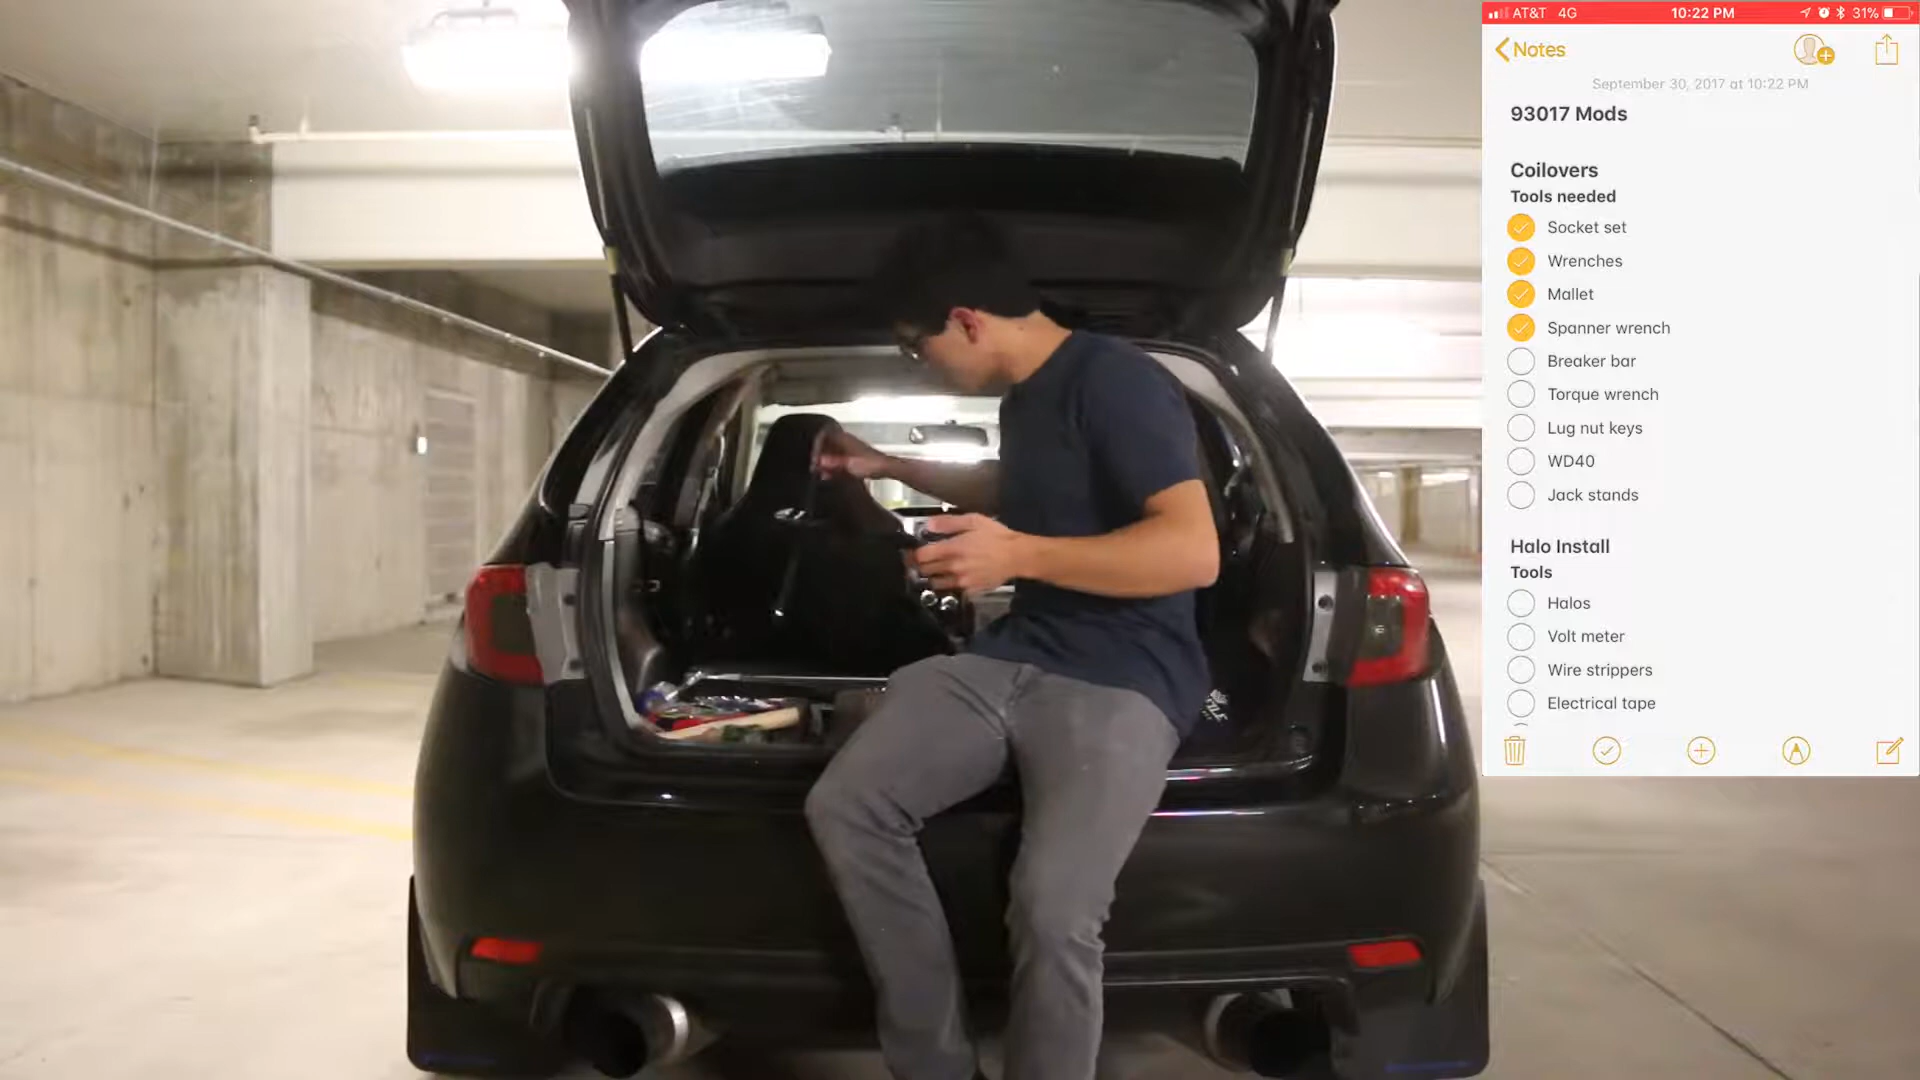 AT&T 4G 10:22 PM 31%
Notes
September 30, 2017 at 10:22 PM
93017 Mods
Coilovers
Tools needed
Socket set
Wrenches
Mallet
Spanner wrench
Breaker bar
Torque wrench
Lug nut keys
WD40
Jack stands
Halo Install
Tools
Halos
Volt meter
Wire strippers
Electrical tape